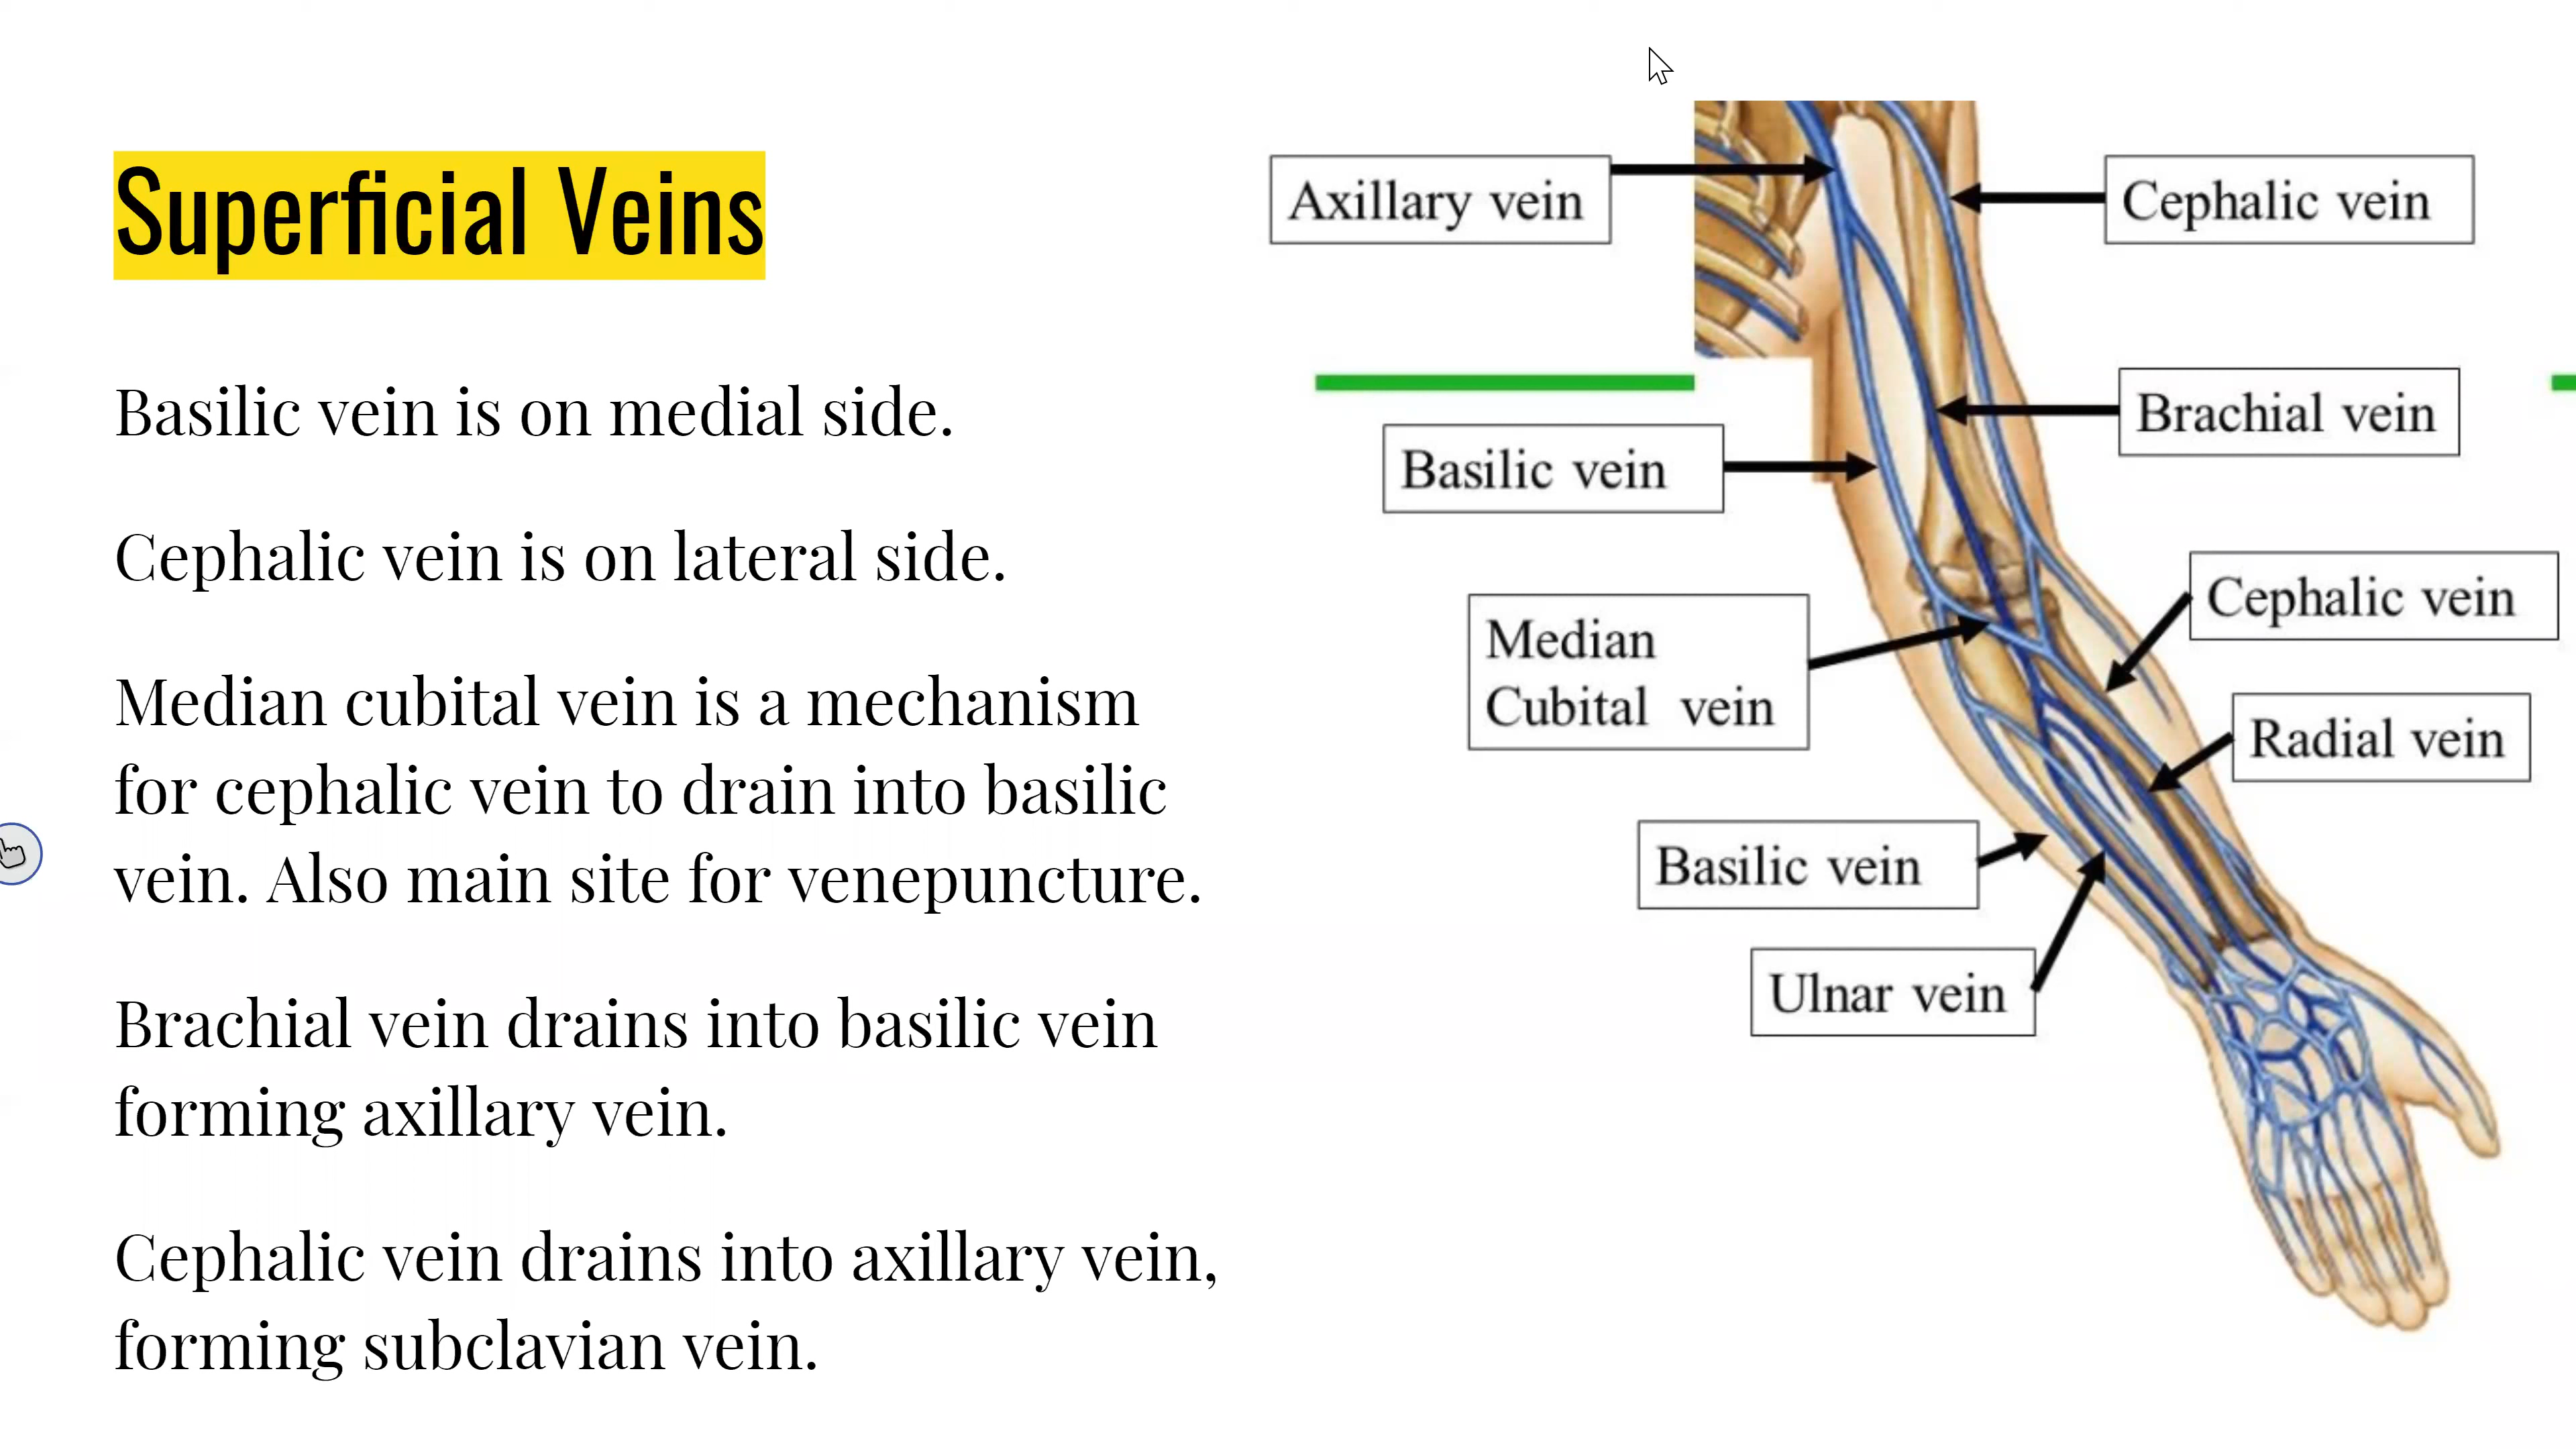 Superficial Veins
Basilic vein is on medial side.
Cephalic vein is on lateral side.
Median cubital vein is a mechanism
for cephalic vein to drain into basilic
vein. Also main site for venepuncture.
Brachial vein drains into basilic vein
forming axillary vein.
Cephalic vein drains into axillary vein,
forming subclavian vein.
Axillary vein
Cephalic vein
Brachial vein
Basilic vein
Cephalic vein
Median
Cubital vein
Radial vein
Basilic vein
Ulnar vein